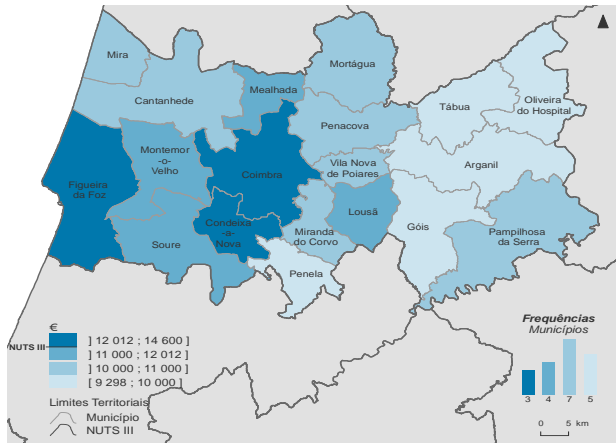 Mira
Cantanhede
Mealhada
Mortágua
Tábua
Oliveira
do Hospital
Penacova
Montemor
-o-
Velho
Coimbra
Vila Nova
de Poiares
Arganil
Figueira
da Foz
Condeixa
-a-
Nova
Lousã
Soure
Miranda
do Corvo
Góis
Pampilhosa
da Serra
Penela
€
NUTS III
] 12 012 ; 14 600 ]
] 11 000 ; 12 012 ]
] 10 000 ; 11 000 ]
[ 9 298 ; 10 000 ]
Limites Territoriais
Município
NUTS III
Frequências
Municípios
3 4 7 5
0 5 km